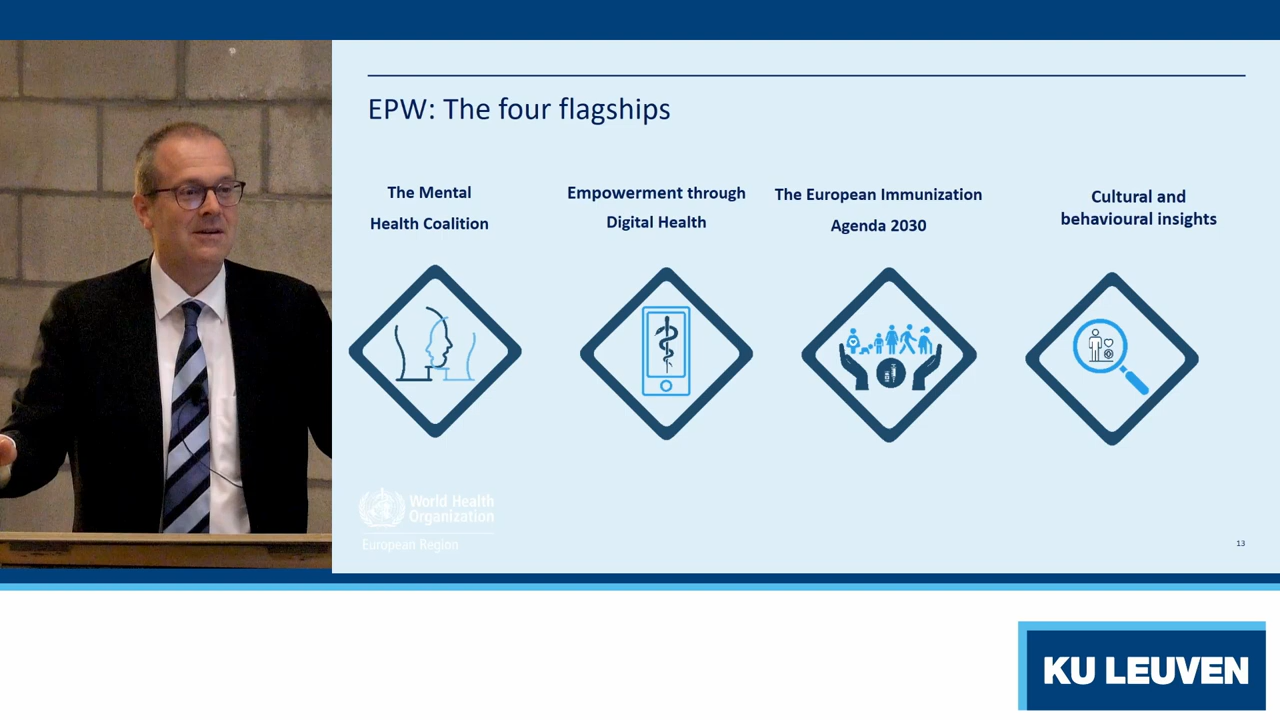 EPW: The four flagships
The Mental
Health Coalition
Empowerment through
Digital Health
The European Immunization
Agenda 2030
Cultural and
behavioural insights
World Health
Organization
European Region
13
KU LEUVEN